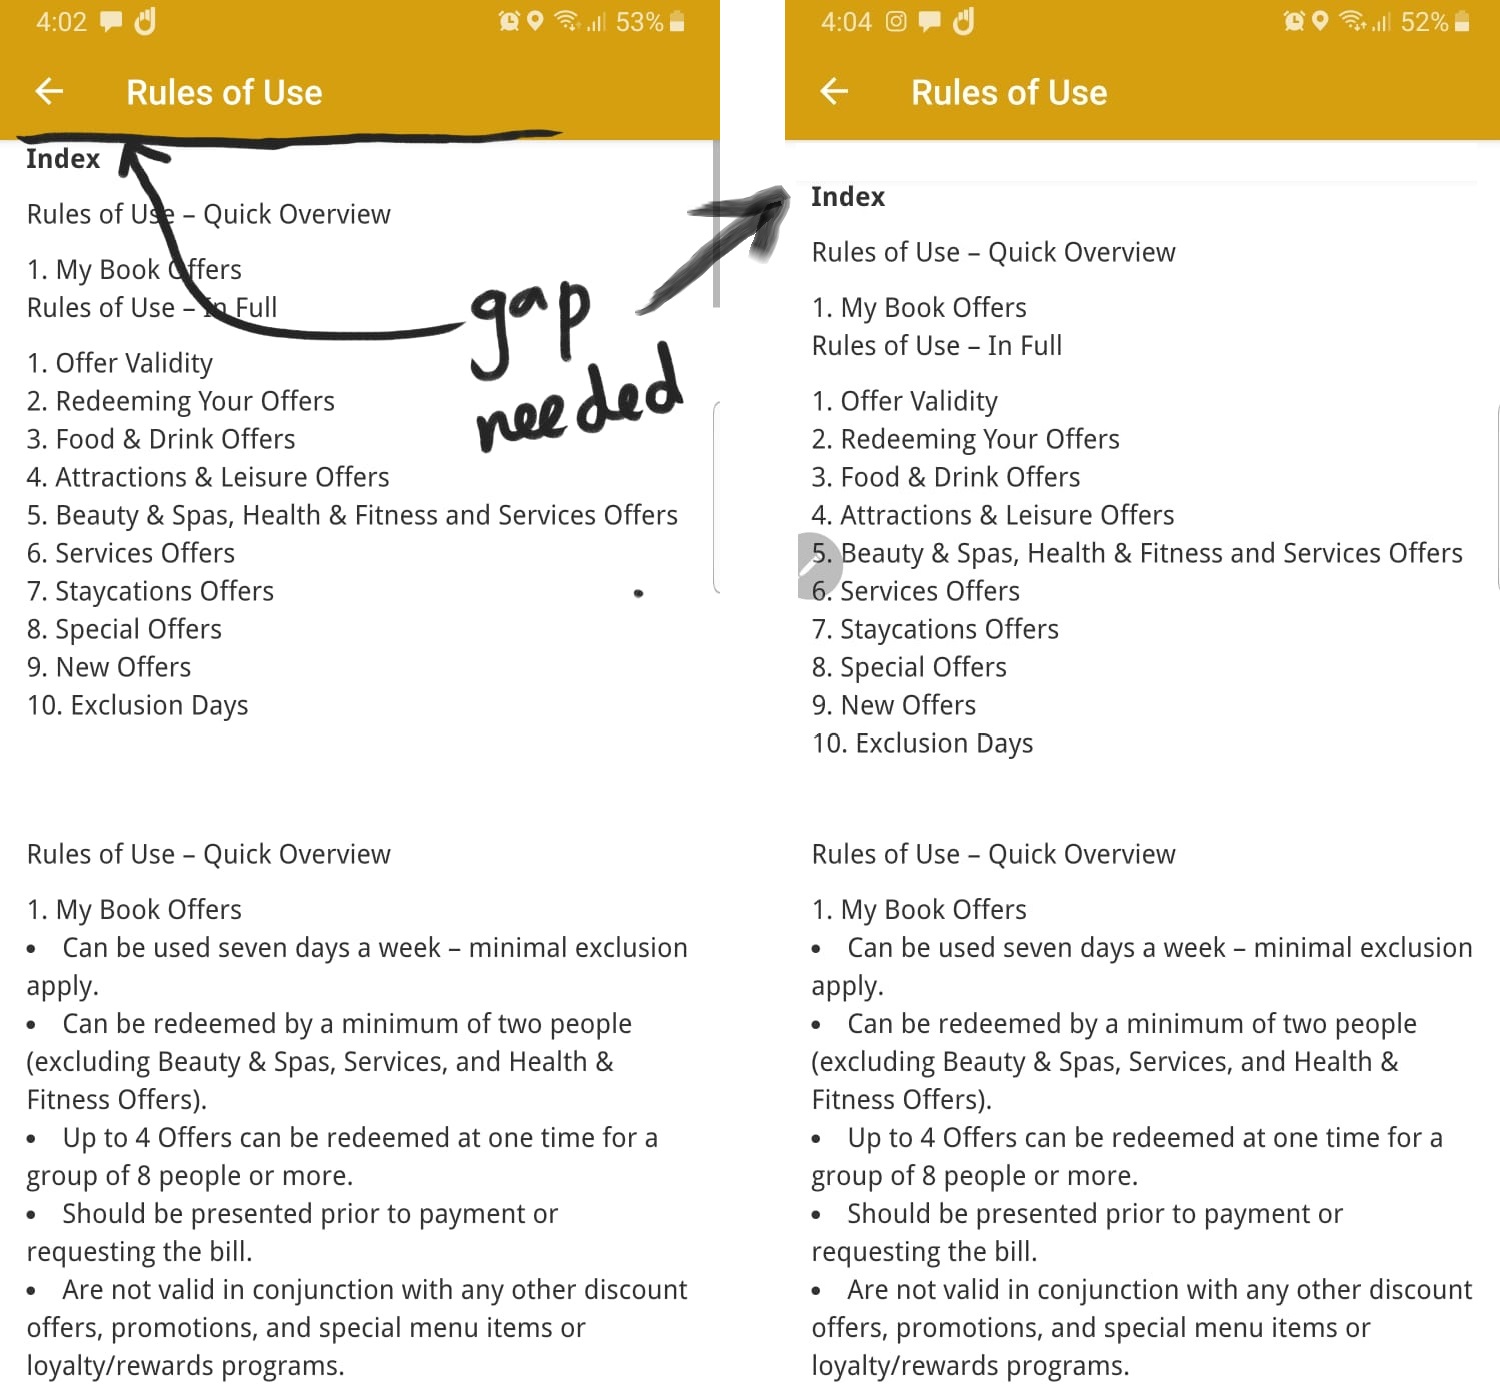 4:02
53%
Rules of Use
Index
Rules of Use – Quick Overview
1. My Book Offers
Rules of Use – In Full
1. Offer Validity
2. Redeeming Your Offers
3. Food & Drink Offers
4. Attractions & Leisure Offers
5. Beauty & Spas, Health & Fitness and Services Offers
6. Services Offers
7. Staycations Offers
8. Special Offers
9. New Offers
10. Exclusion Days
gap
needed
Rules of Use – Quick Overview
1. My Book Offers
• Can be used seven days a week – minimal exclusion
apply.
• Can be redeemed by a minimum of two people
(excluding Beauty & Spas, Services, and Health &
Fitness Offers).
• Up to 4 Offers can be redeemed at one time for a
group of 8 people or more.
• Should be presented prior to payment or
requesting the bill.
• Are not valid in conjunction with any other discount
offers, promotions, and special menu items or
loyalty/rewards programs.
4:04
52%
Rules of Use
Index
Rules of Use – Quick Overview
1. My Book Offers
Rules of Use – In Full
1. Offer Validity
2. Redeeming Your Offers
3. Food & Drink Offers
4. Attractions & Leisure Offers
5. Beauty & Spas, Health & Fitness and Services Offers
6. Services Offers
7. Staycations Offers
8. Special Offers
9. New Offers
10. Exclusion Days
Rules of Use – Quick Overview
1. My Book Offers
• Can be used seven days a week – minimal exclusion
apply.
• Can be redeemed by a minimum of two people
(excluding Beauty & Spas, Services, and Health &
Fitness Offers).
• Up to 4 Offers can be redeemed at one time for a
group of 8 people or more.
• Should be presented prior to payment or
requesting the bill.
• Are not valid in conjunction with any other discount
offers, promotions, and special menu items or
loyalty/rewards programs.